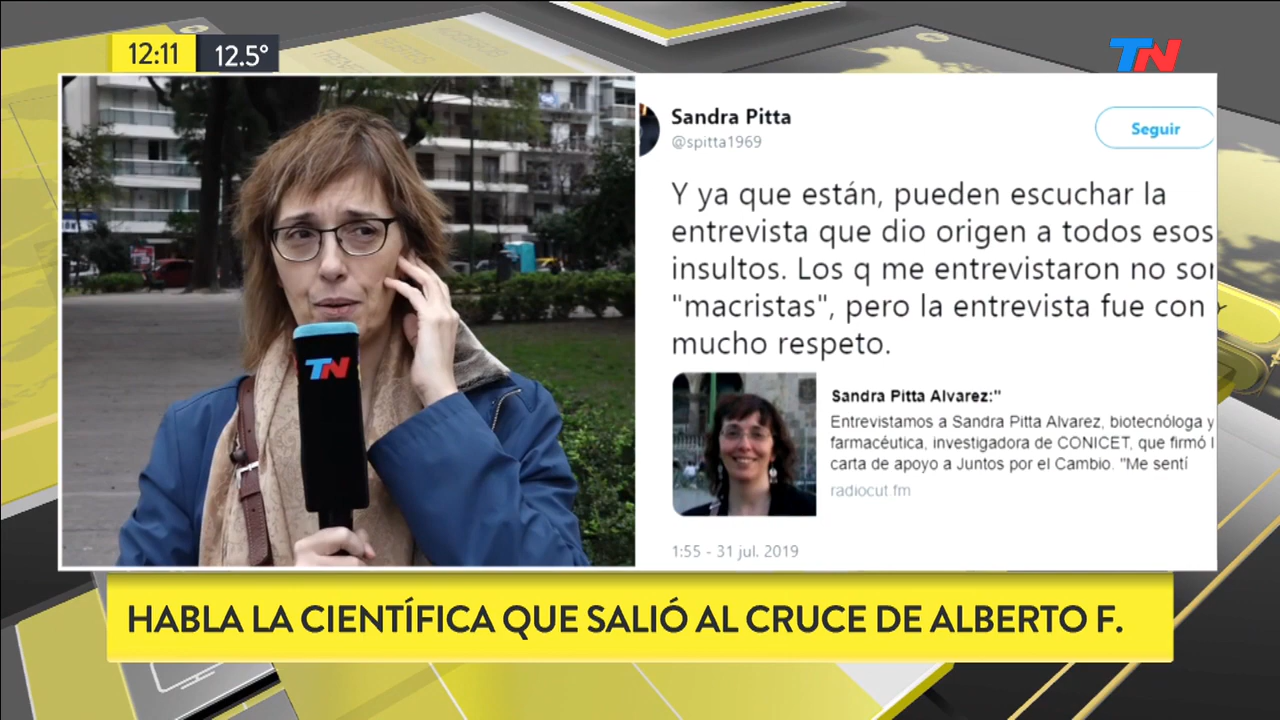 12:11
12.5°
TN
TN
Sandra Pitta
@spitta1969
Seguir
Y ya que están, pueden escuchar la
entrevista que dio origen a todos esos
insultos. Los q me entrevistaron no
"macristas", pero la entrevista fue con
mucho respeto.
Sandra Pitta Alvarez:"
Entrevistamos a Sandra Pitta Alvarez, biotecnóloga y
farmacéutica, investigadora de CONICET, que firmó
carta de apoyo a Juntos por el Cambio. "Me sentí
radiocut fm
1:55 - 31 jul. 2019
HABLA LA CIENTÍFICA QUE SALIÓ AL CRUCE DE ALBERTO F.